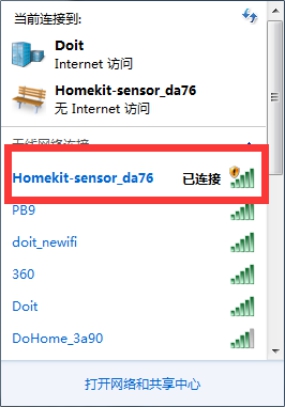 当前连接到:
Doit
Internet 访问
Homekit-sensor_da76
无 Internet 访问
无线网络连接
Homekit-sensor_da76 已连接
PB9
doit_newifi
360
Doit
DoHome_3a90
打开网络和共享中心